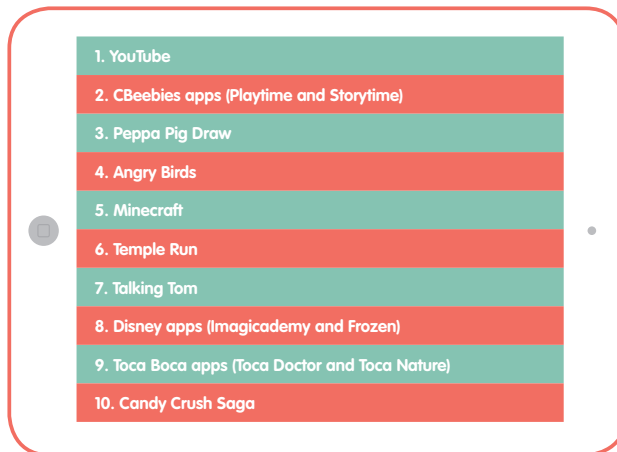 1. YouTube
2. CBeebies apps (Playtime and Storytime)
3. Peppa Pig Draw
4. Angry Birds
5. Minecraft
6. Temple Run
7. Talking Tom
8. Disney apps (Imagicademy and Frozen)
9. Toca Boca apps (Toca Doctor and Toca Nature)
10. Candy Crush Saga